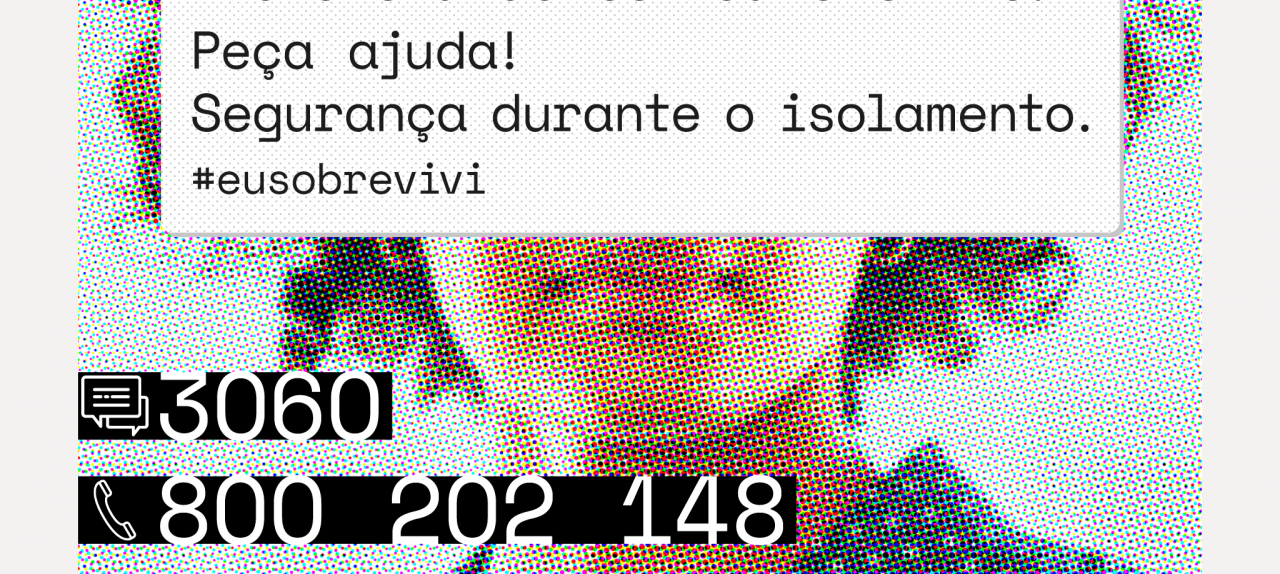 Peça ajuda!
Segurança durante o isolamento.
#eusobrevivi
3060
800 202 148